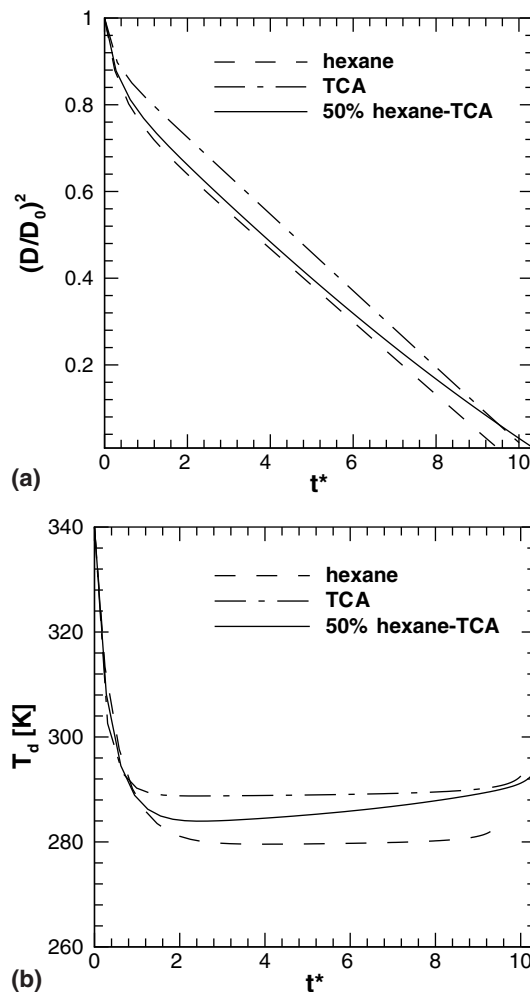 1
0.8
0.6
0.4
0.2
(D/D₀)²
hexane
TCA
50% hexane-TCA
0 2 4 6 8 10
t*
(a)
340
320
300
280
260
T_d [K]
hexane
TCA
50% hexane-TCA
0 2 4 6 8 10
t*
(b)